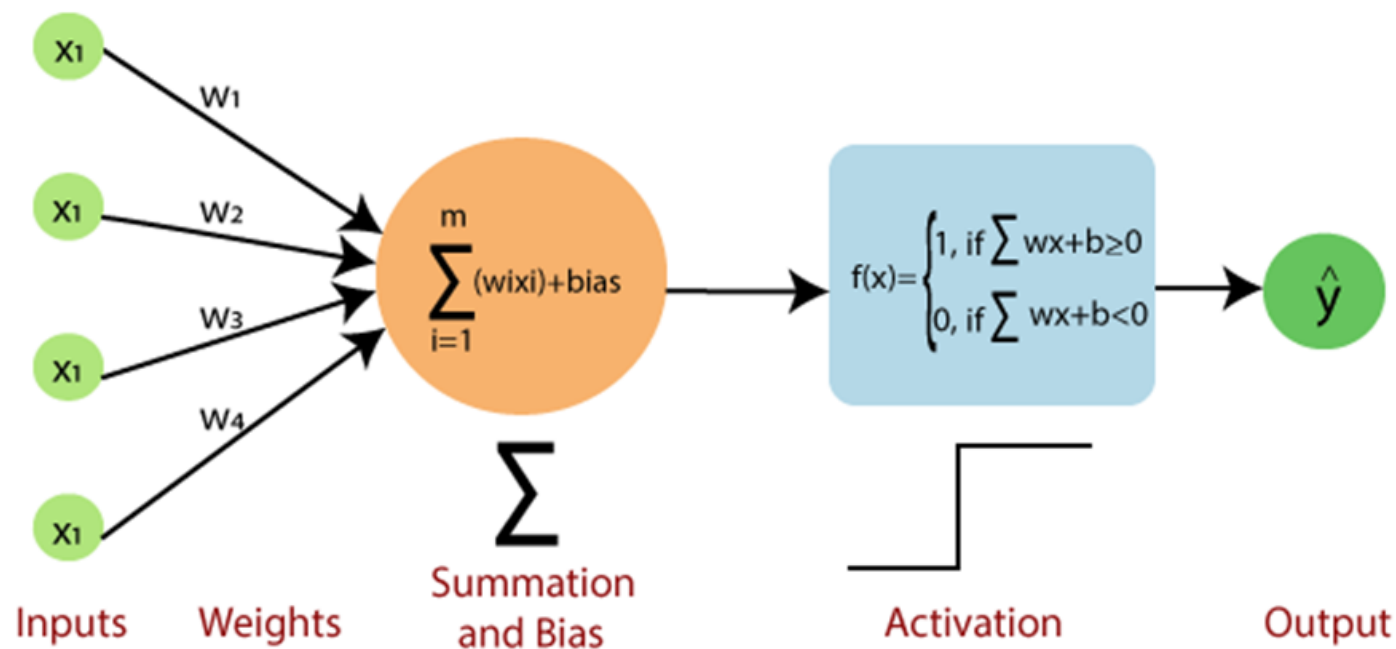 x1
w1
x1
w2
x1
w3
x1
w4
m
∑(wixi)+bias
i=1
f(x)={1, if ∑ wx+b≥0
0, if ∑ wx+b<0
ŷ
∑
Inputs
Weights
Summation
and Bias
Activation
Output